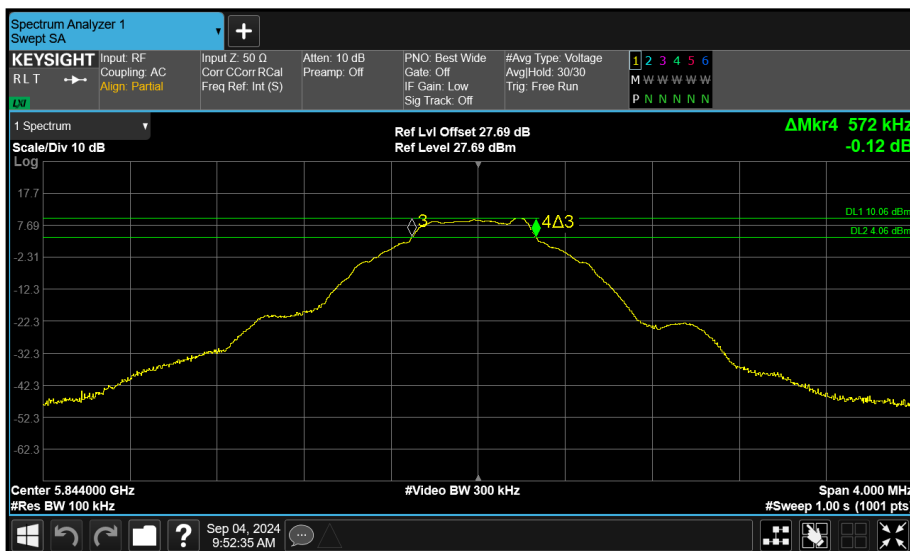 Spectrum Analyzer 1
Swept SA
KEYSIGHT
RLT
LXI
Input: RF
Coupling: AC
Align: Partial
Input Z: 50 Ω
Corr CCorr RCal
Freq Ref: Int (S)
Atten: 10 dB
Preamp: Off
PNO: Best Wide
Gate: Off
IF Gain: Low
Sig Track: Off
#Avg Type: Voltage
Avg|Hold: 30/30
Trig: Free Run
1 2 3 4 5 6
M W W W W W
P N N N N N
1 Spectrum
Scale/Div 10 dB
Ref Lvl Offset 27.69 dB
Ref Level 27.69 dBm
ΔMkr4 572 kHz
-0.12 dB
Log
17.7
7.69
-2.31
-12.3
-22.3
-32.3
-42.3
-52.3
-62.3
3
4Δ3
DL1 10.06 dBm
DL2 4.06 dBm
Center 5.844000 GHz
#Video BW 300 kHz
Span 4.000 MHz
#Res BW 100 kHz
#Sweep 1.00 s (1001 pts)
?
Sep 04, 2024
9:52:35 AM